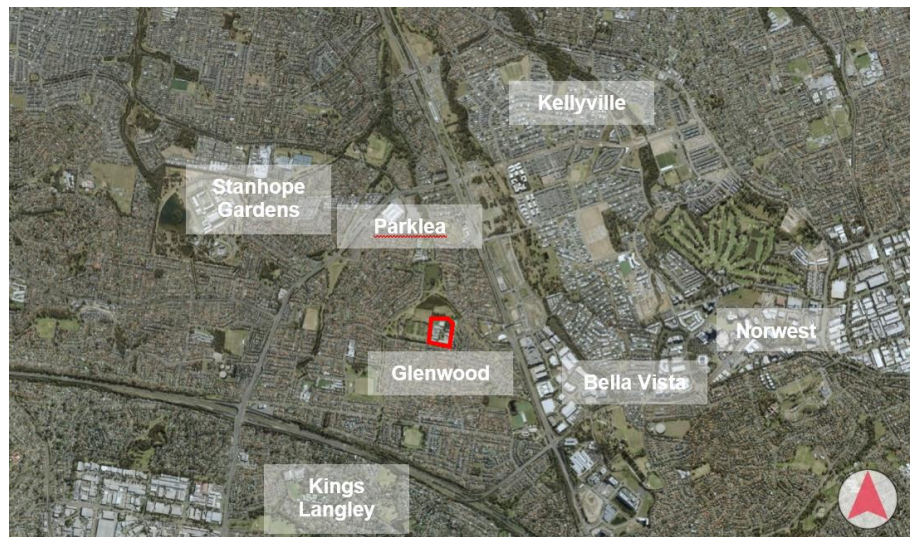 Kellyville
Stanhope
Gardens
Parklea
Norwest
Glenwood
Bella Vista
Kings
Langley